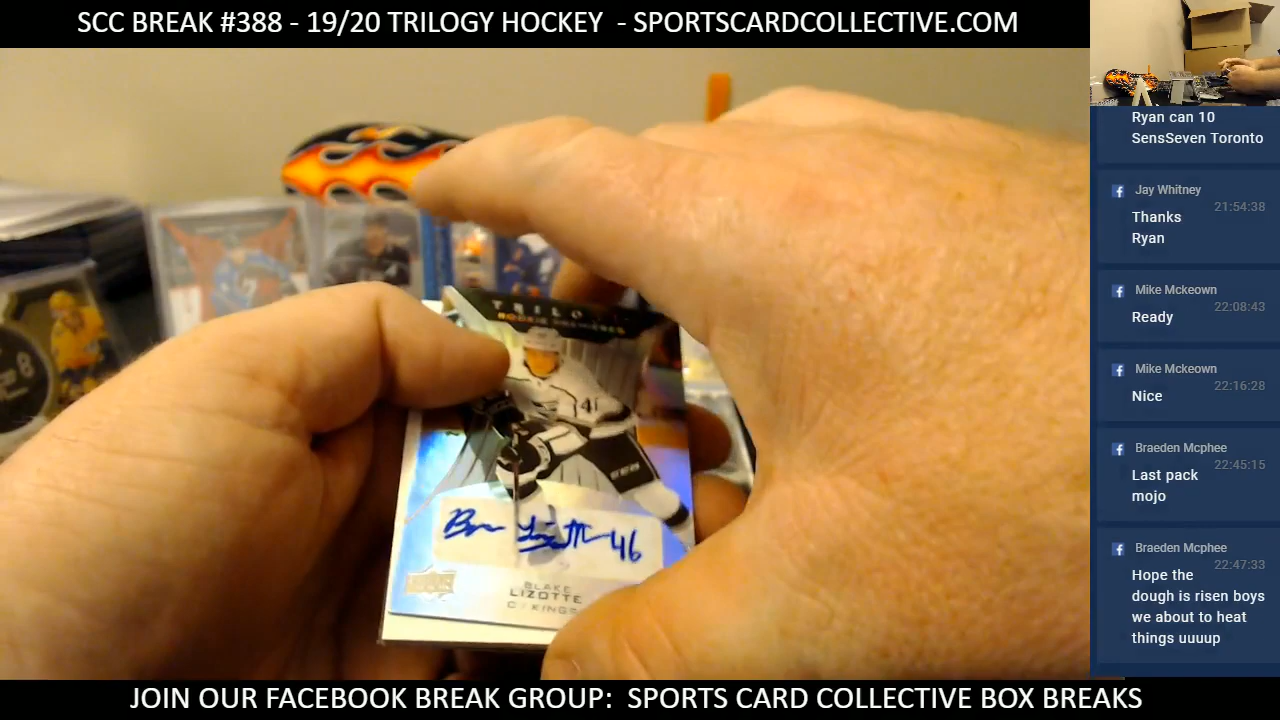 SCC BREAK #388 - 19/20 TRILOGY HOCKEY - SPORTSCARDCOLLECTIVE.COM
Ryan can 10
SensSeven Toronto
Jay Whitney
21:54:38
Thanks
Ryan
Mike Mckeown
22:08:43
Ready
Mike Mckeown
22:16:28
Nice
Braeden Mcphee
22:45:15
Last pack
mojo
Braeden Mcphee
22:47:33
Hope the
dough is risen boys
we about to heat
things uuuup
TRILO
ROOKIE PREMIERES
46
BLAKE
LIZOTTE
C / KINGS
JOIN OUR FACEBOOK BREAK GROUP: SPORTS CARD COLLECTIVE BOX BREAKS